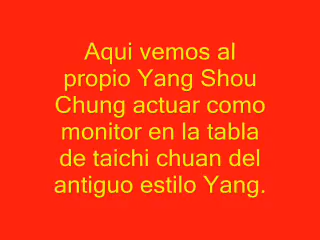 Aqui vemos al
propio Yang Shou
Chung actuar como
monitor en la tabla
de taichi chuan del
antiguo estilo Yang.